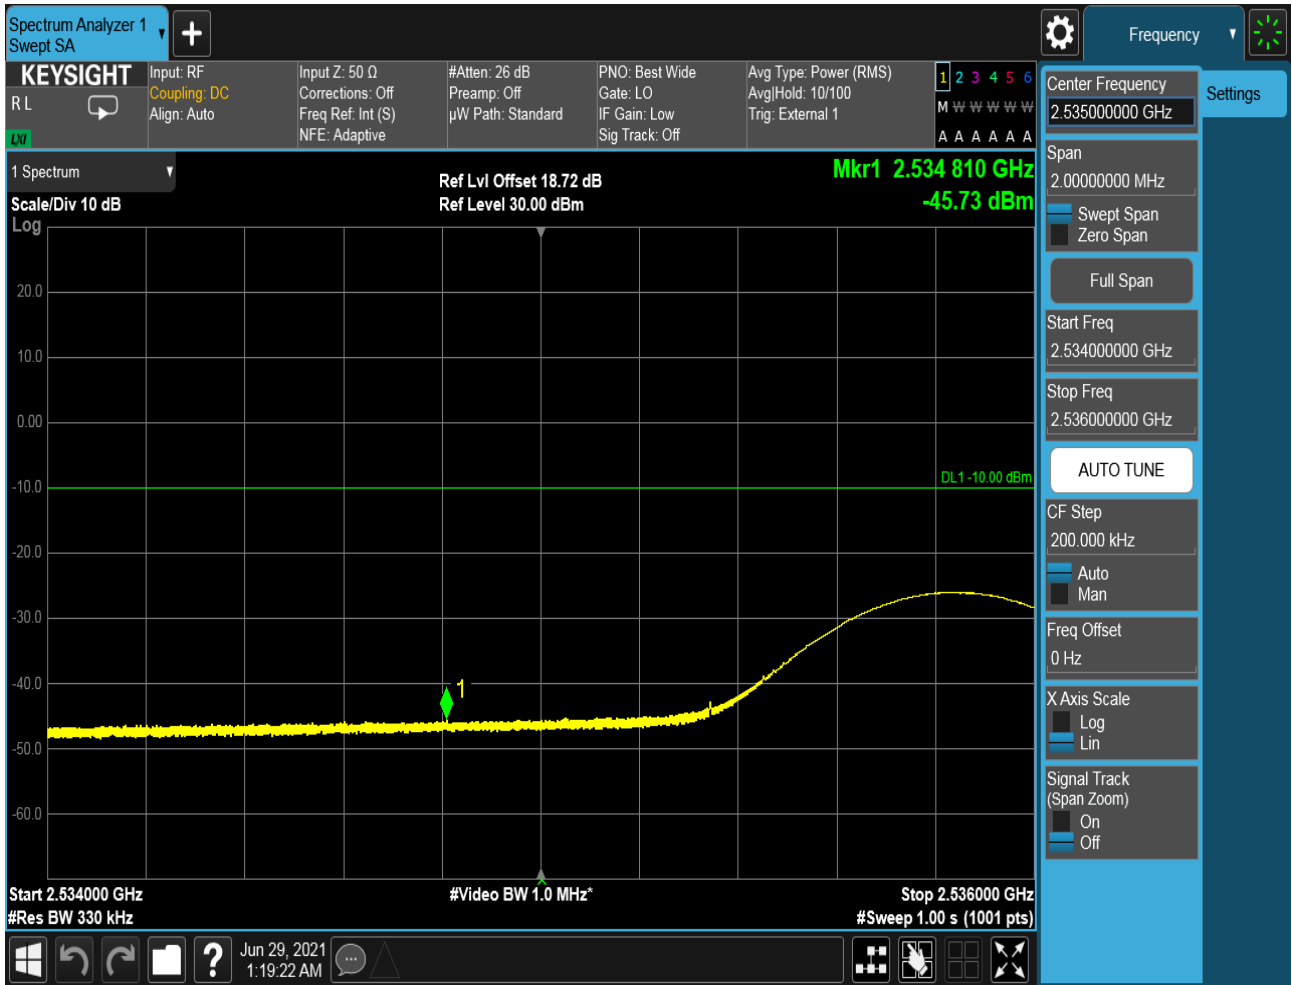 Spectrum Analyzer 1
Swept SA
Frequency
KEYSIGHT
R L
LXI
Input: RF
Coupling: DC
Align: Auto
Input Z: 50 Ω
Corrections: Off
Freq Ref: Int (S)
NFE: Adaptive
#Atten: 26 dB
Preamp: Off
µW Path: Standard
PNO: Best Wide
Gate: LO
IF Gain: Low
Sig Track: Off
Avg Type: Power (RMS)
Avg|Hold: 10/100
Trig: External 1
1 2 3 4 5 6
M W W W W W
A A A A A A
1 Spectrum
Scale/Div 10 dB
Log
Ref Lvl Offset 18.72 dB
Ref Level 30.00 dBm
Mkr1 2.534 810 GHz
-45.73 dBm
20.0
10.0
0.00
-10.0
DL1 -10.00 dBm
-20.0
-30.0
-40.0
1
-50.0
-60.0
Start 2.534000 GHz
#Video BW 1.0 MHz*
Stop 2.536000 GHz
#Res BW 330 kHz
#Sweep 1.00 s (1001 pts)
Jun 29, 2021
1:19:22 AM
?
Center Frequency
2.535000000 GHz
Settings
Span
2.00000000 MHz
Swept Span
Zero Span
Full Span
Start Freq
2.534000000 GHz
Stop Freq
2.536000000 GHz
AUTO TUNE
CF Step
200.000 kHz
Auto
Man
Freq Offset
0 Hz
X Axis Scale
Log
Lin
Signal Track
(Span Zoom)
On
Off